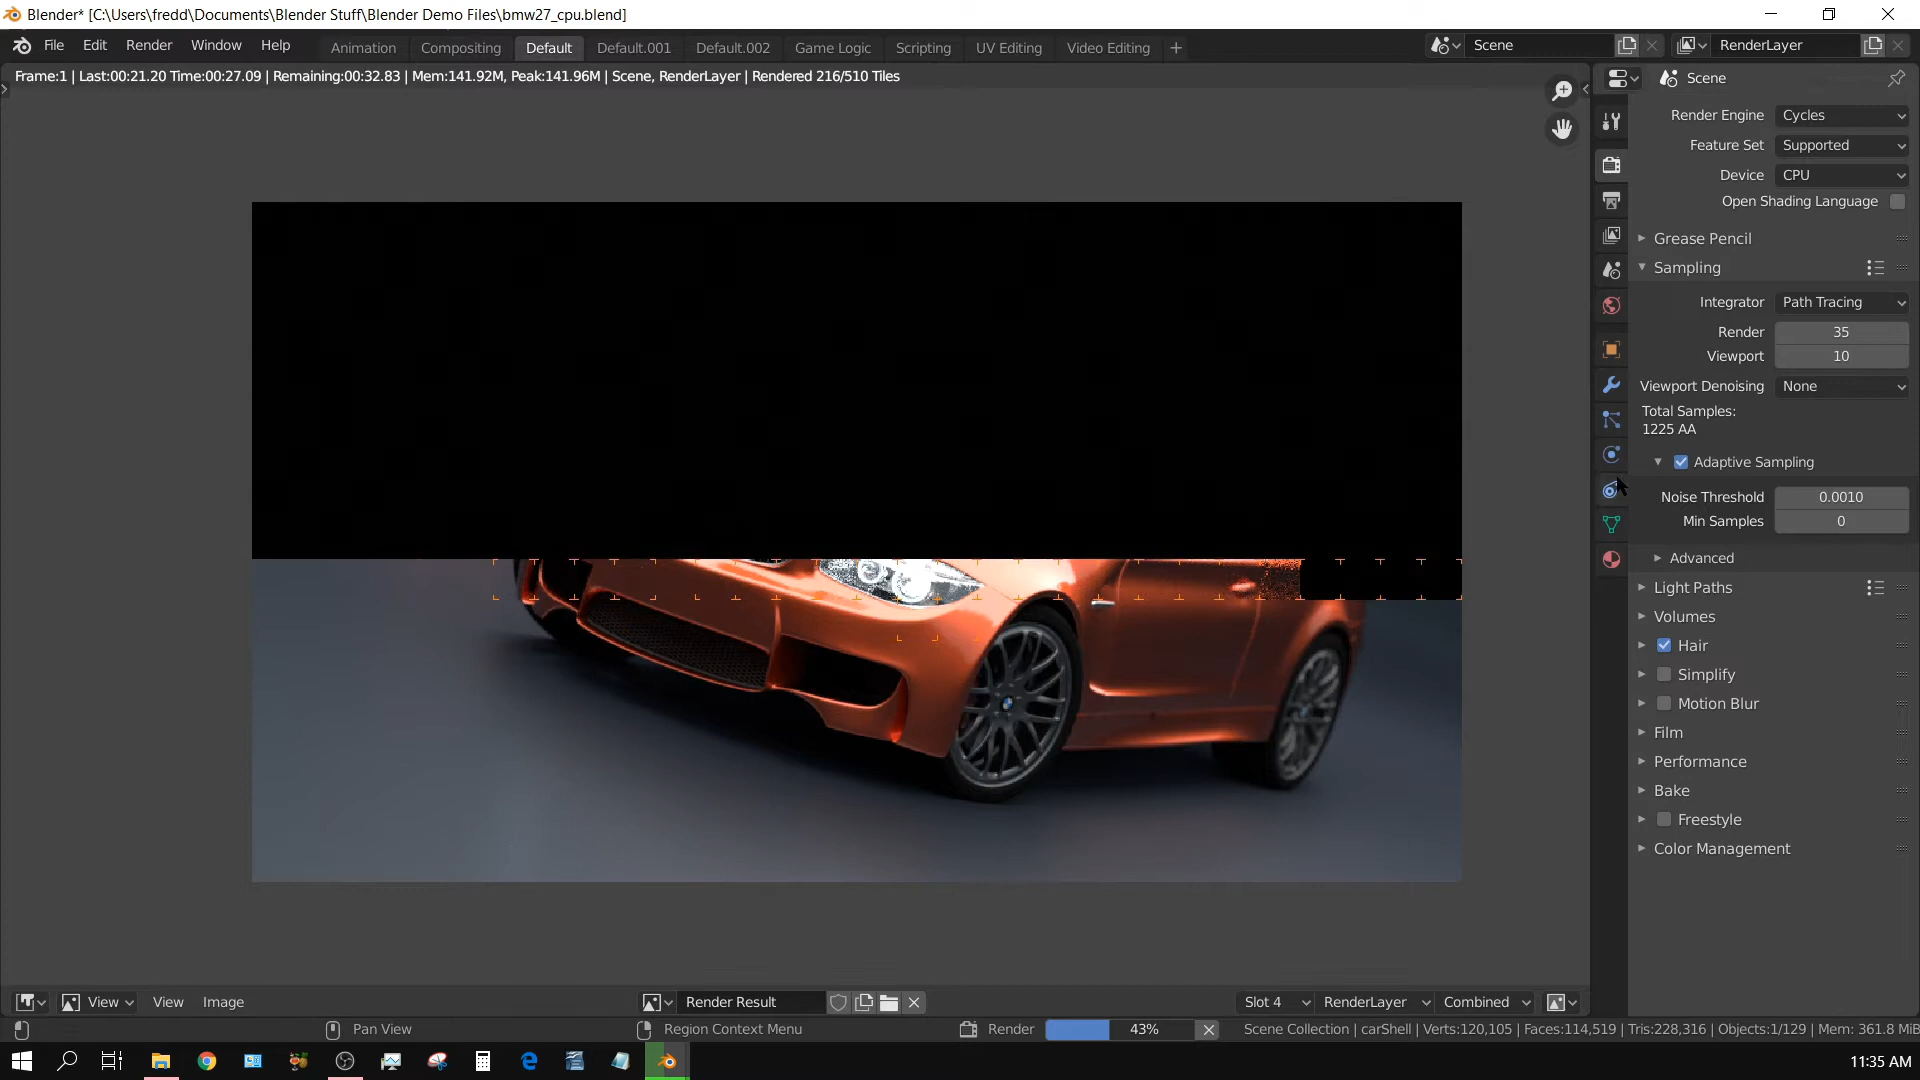 Blender* [C:\Users\fredd\Documents\Blender Stuff\Blender Demo Files\bmw27_cpu.blend]
File Edit Render Window Help Animation Compositing Default Default.001 Default.002 Game Logic Scripting UV Editing Video Editing + Scene RenderLayer
Frame:1 | Last:00:21.20 Time:00:27.09 | Remaining:00:32.83 | Mem:141.92M, Peak:141.96M | Scene, RenderLayer | Rendered 216/510 Tiles
Scene
Render Engine Cycles
Feature Set Supported
Device CPU
Open Shading Language
Grease Pencil
Sampling
Integrator Path Tracing
Render 35
Viewport 10
Viewport Denoising None
Total Samples:
1225 AA
Adaptive Sampling
Noise Threshold 0.0010
Min Samples 0
Advanced
Light Paths
Volumes
Hair
Simplify
Motion Blur
Film
Performance
Bake
Freestyle
Color Management
View View Image Render Result Slot 4 RenderLayer Combined
Pan View Region Context Menu Render 43% Scene Collection | carShell | Verts:120,105 | Faces:114,519 | Tris:228,316 | Objects:1/129 | Mem: 361.8 MiB
11:35 AM